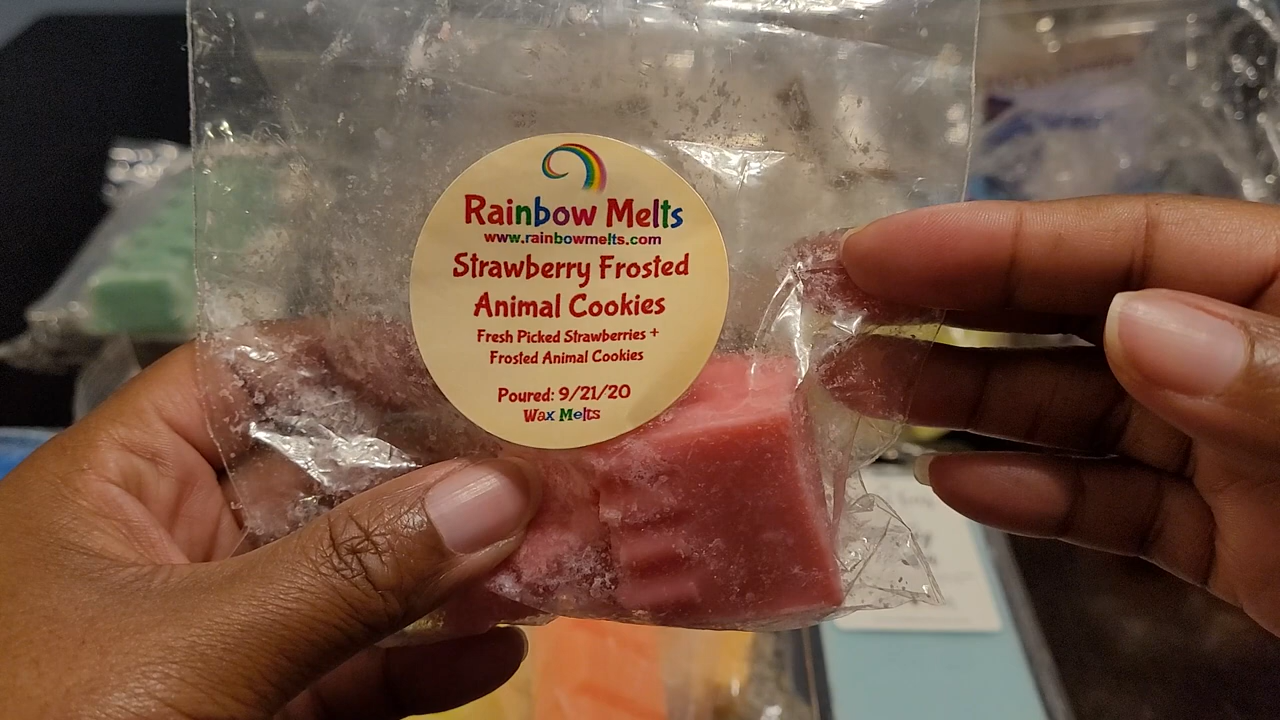 Rainbow Melts
www.rainbowmelts.com
Strawberry Frosted
Animal Cookies
Fresh Picked Strawberries +
Frosted Animal Cookies
Poured: 9/21/20
Wax Melts